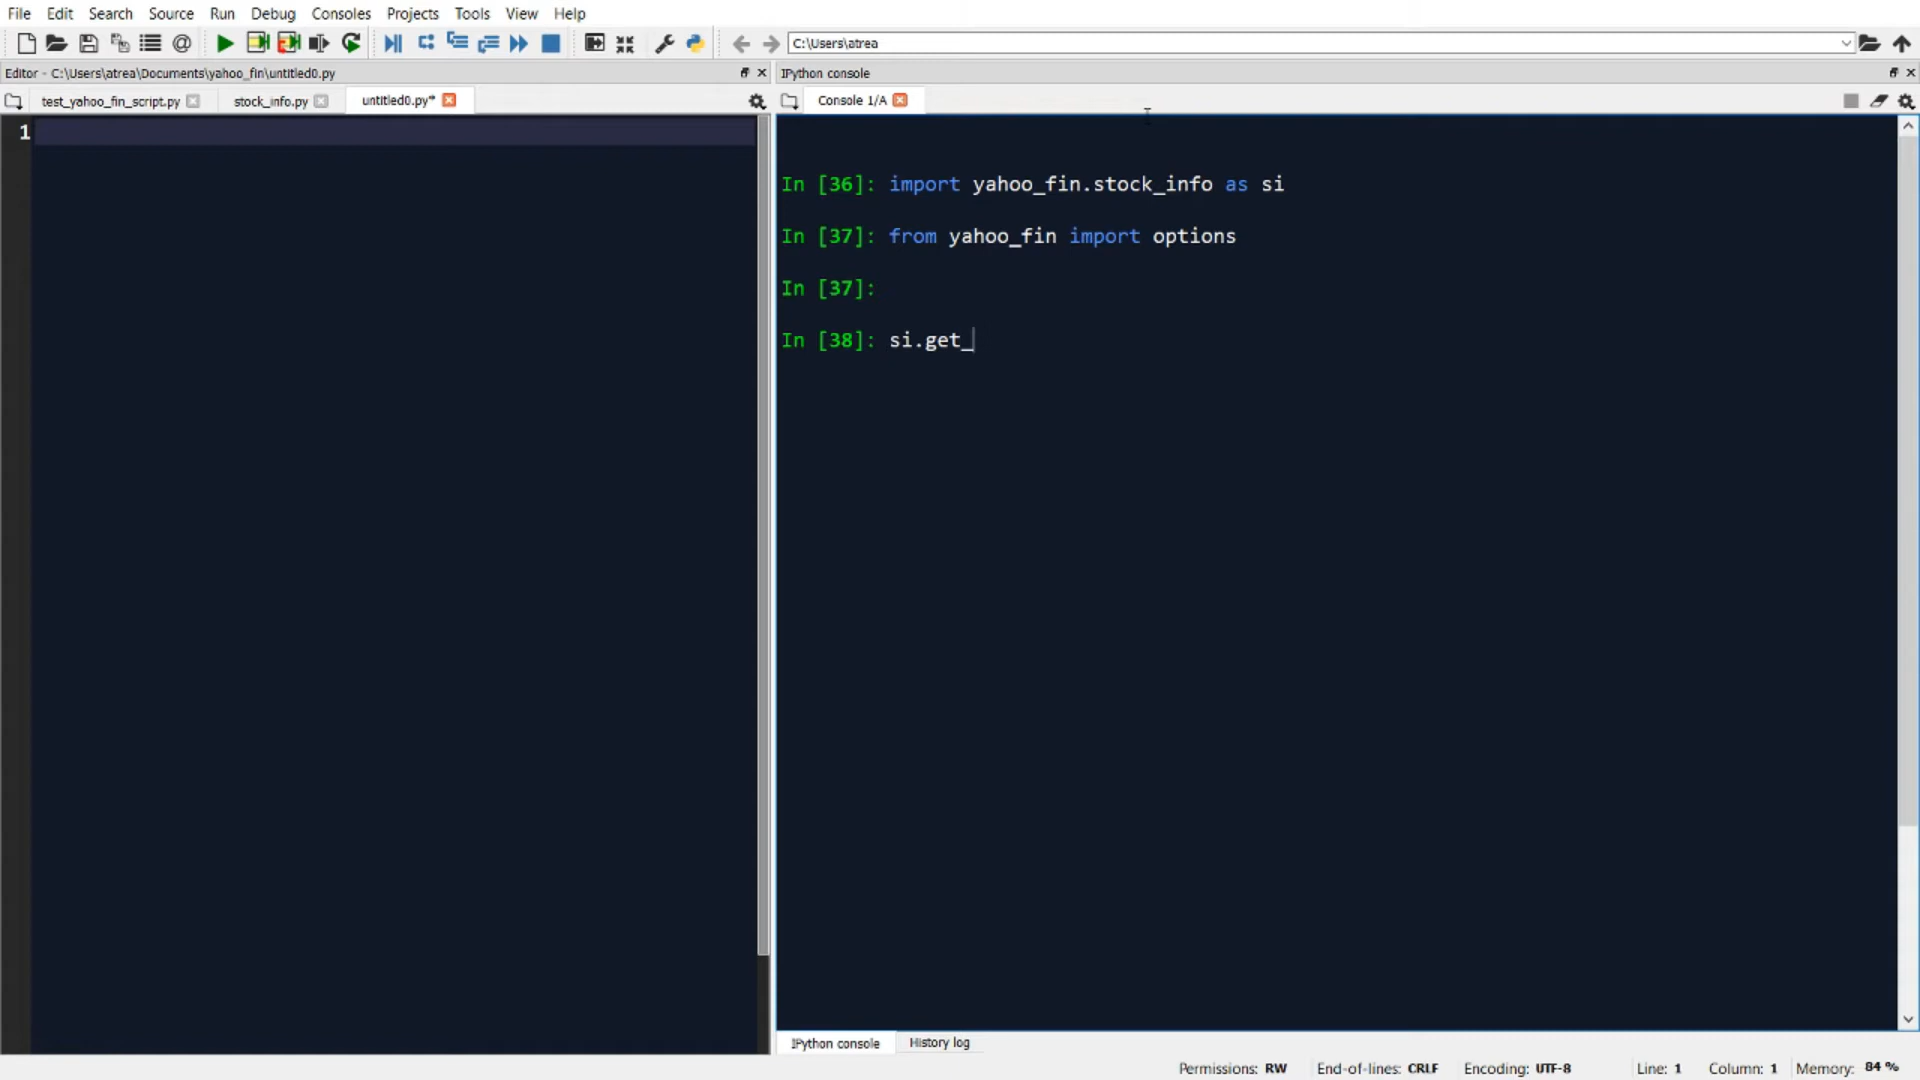 File Edit Search Source Run Debug Consoles Projects Tools View Help
C:\Users\atrea
Editor - C:\Users\atrea\Documents\yahoo_fin\untitled0.py
IPython console
test_yahoo_fin_script.py stock_info.py untitled0.py*
Console 1/A
1
In [36]: import yahoo_fin.stock_info as si
In [37]: from yahoo_fin import options
In [37]:
In [38]: si.get_
IPython console History log
Permissions: RW End-of-lines: CRLF Encoding: UTF-8 Line: 1 Column: 1 Memory: 84 %